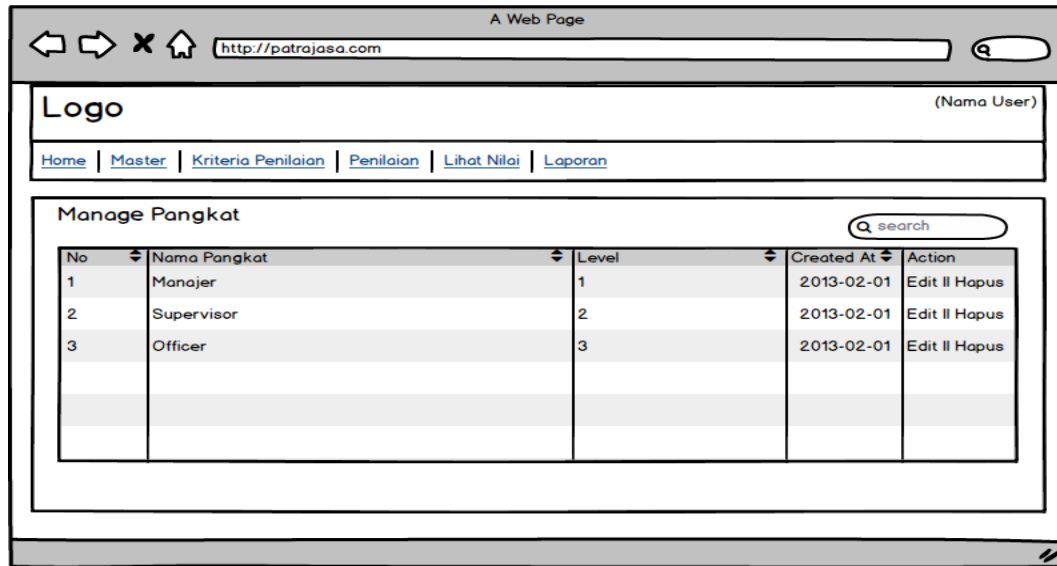 A Web Page
http://patrajasa.com
Logo
(Nama User)
Home Master Kriteria Penilaian Penilaian Lihat Nilai Laporan
Manage Pangkat
search
No Nama Pangkat Level Created At Action
1 Manajer 1 2013-02-01 Edit II Hapus
2 Supervisor 2 2013-02-01 Edit II Hapus
3 Officer 3 2013-02-01 Edit II Hapus